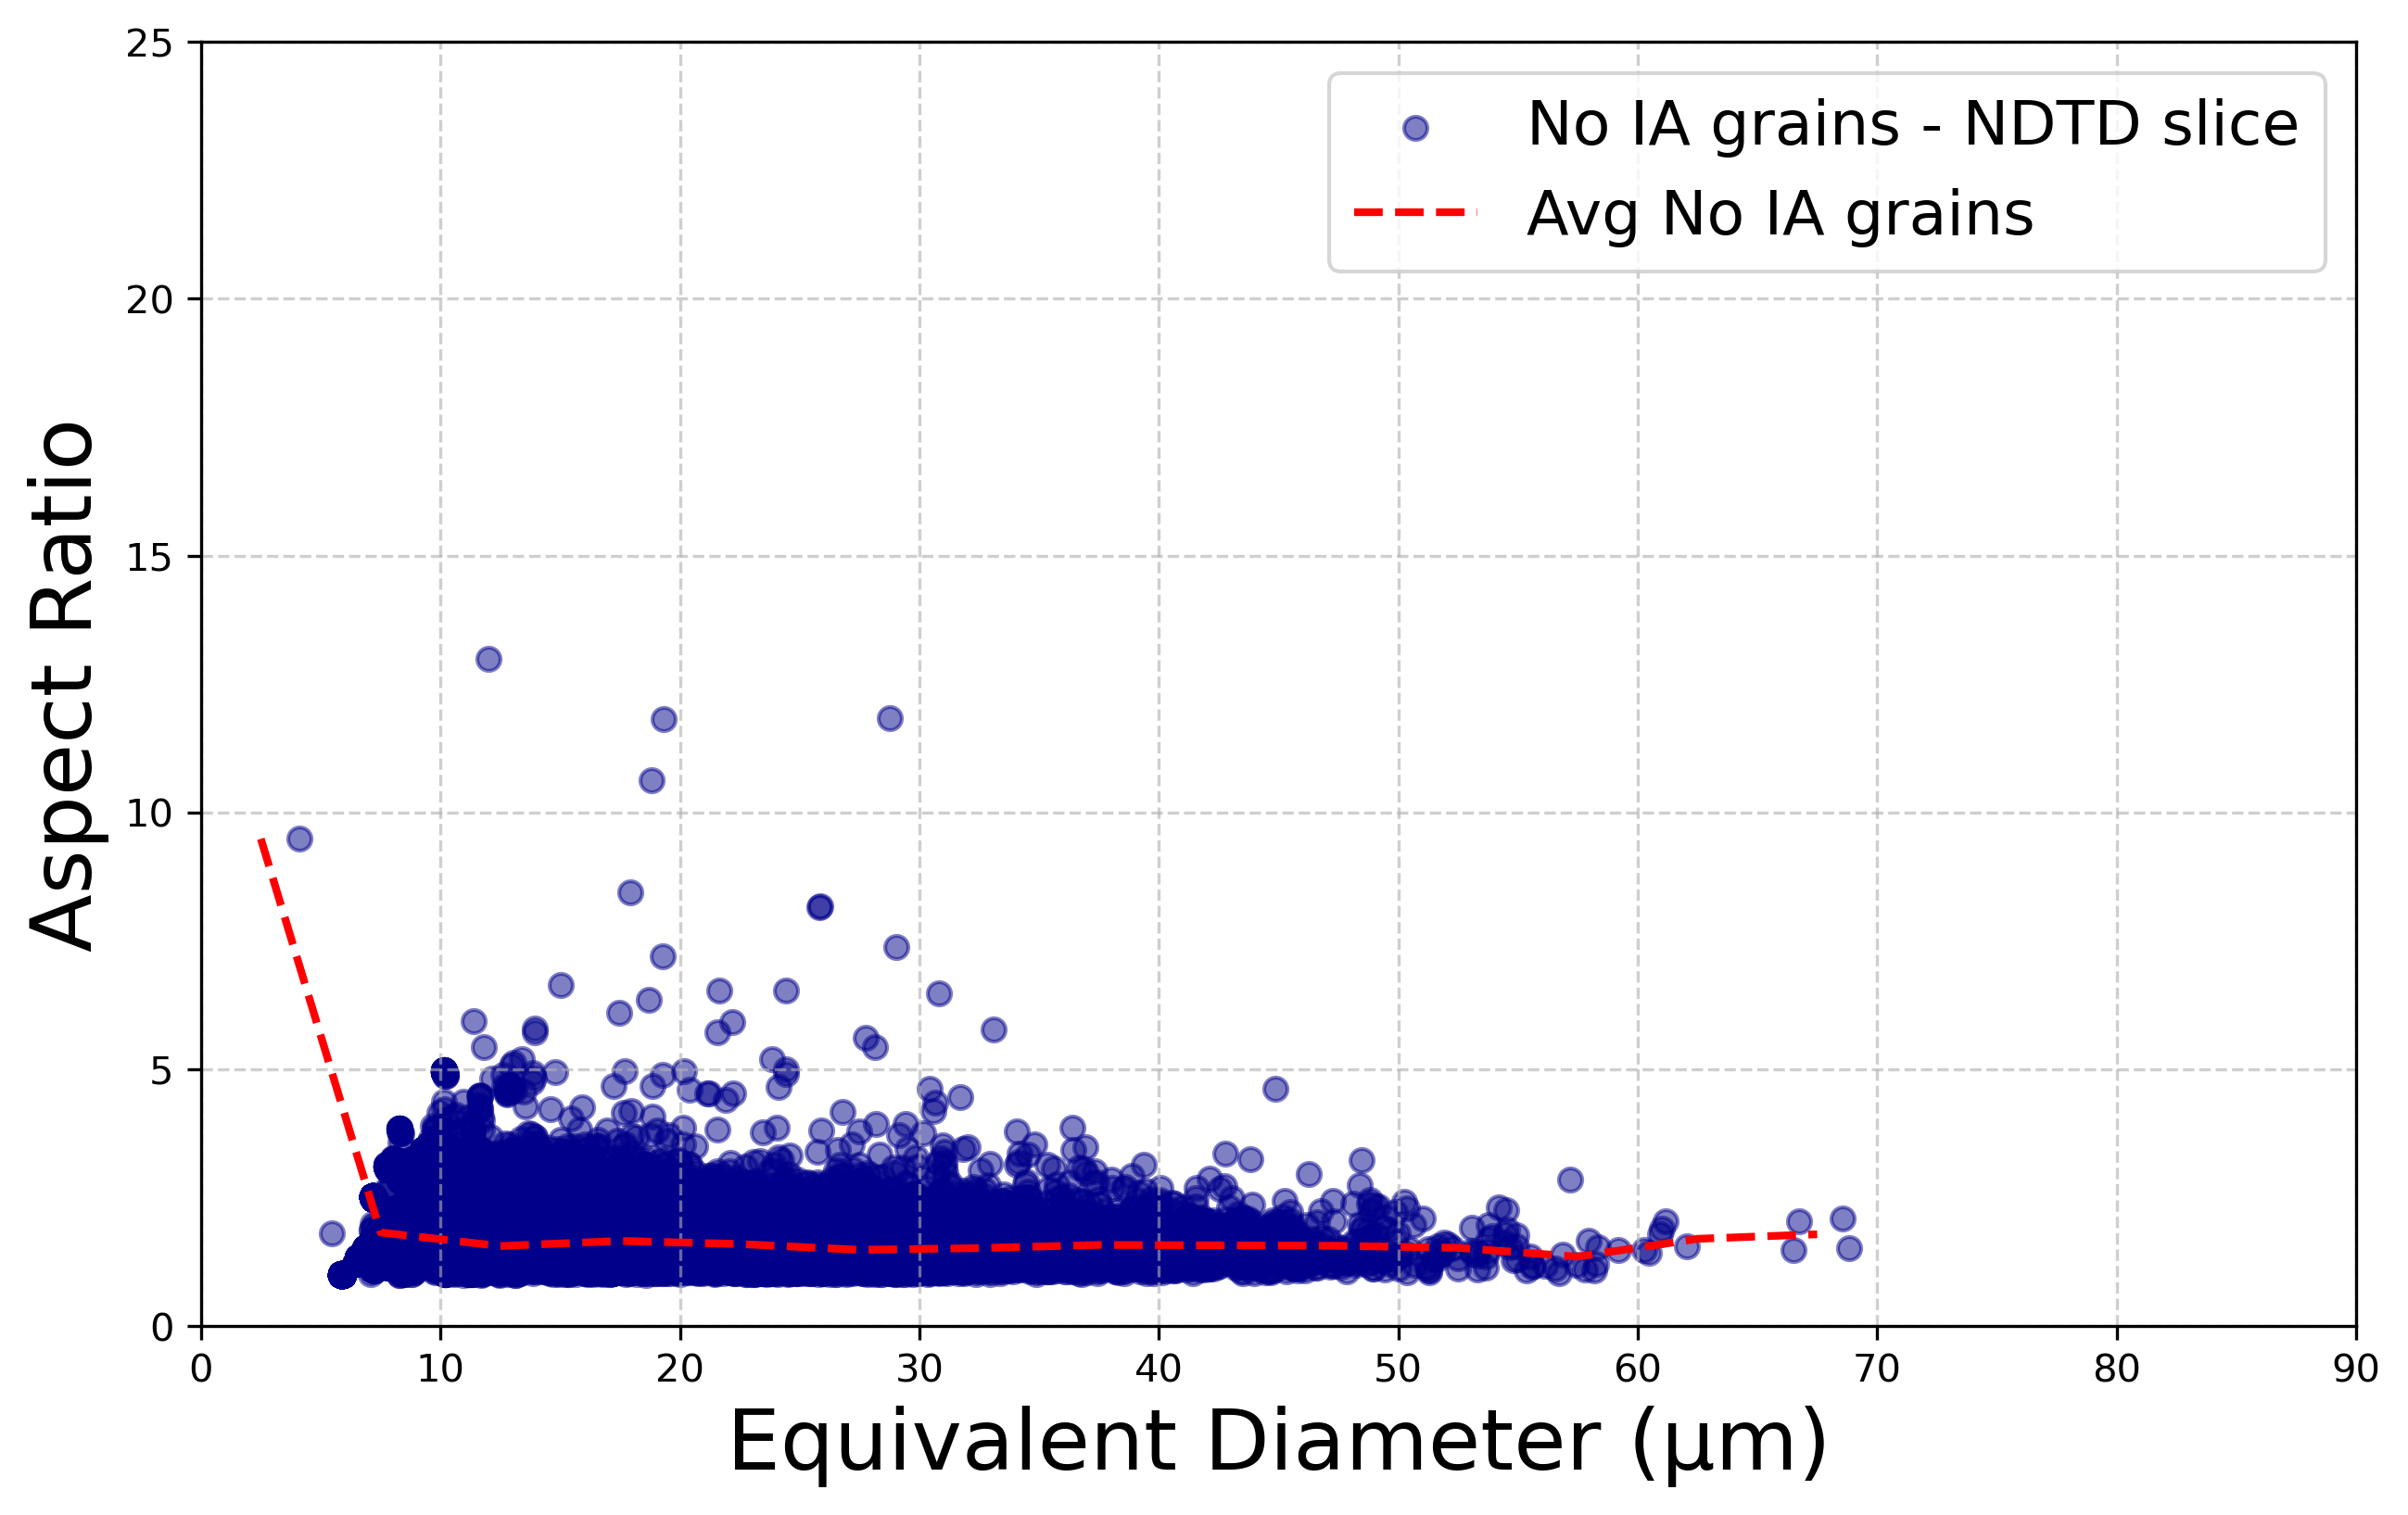 25
20
15
10
5
0
0 10 20 30 40 50 60 70 80 90
Aspect Ratio
Equivalent Diameter (μm)
No IA grains - NDTD slice
Avg No IA grains